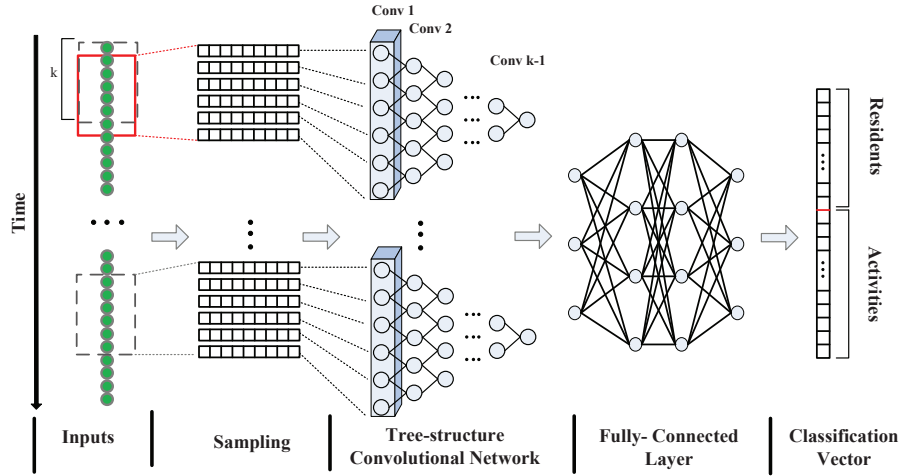 Conv 1
Conv 2
Conv k-1
k
Time
Residents
Activities
Inputs
Sampling
Tree-structure
Convolutional Network
Fully- Connected
Layer
Classification
Vector